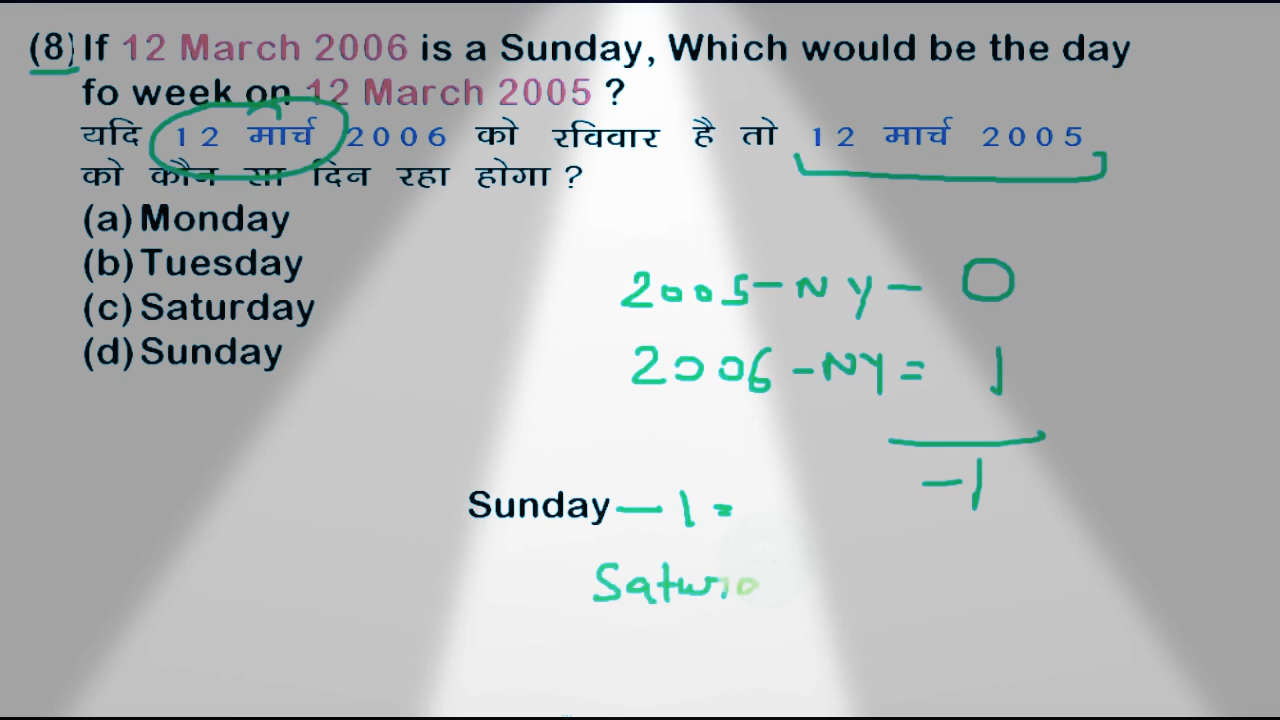 (8) If 12 March 2006 is a Sunday, Which would be the day
fo week on 12 March 2005 ?
यदि 12 मार्च 2006 को रविवार है तो 12 मार्च 2005
को कौन सा दिन रहा होगा ?
(a) Monday
(b) Tuesday
(c) Saturday
(d) Sunday
2005 - NY - 0
2006 - NY = 1
-1
Sunday - 1 =